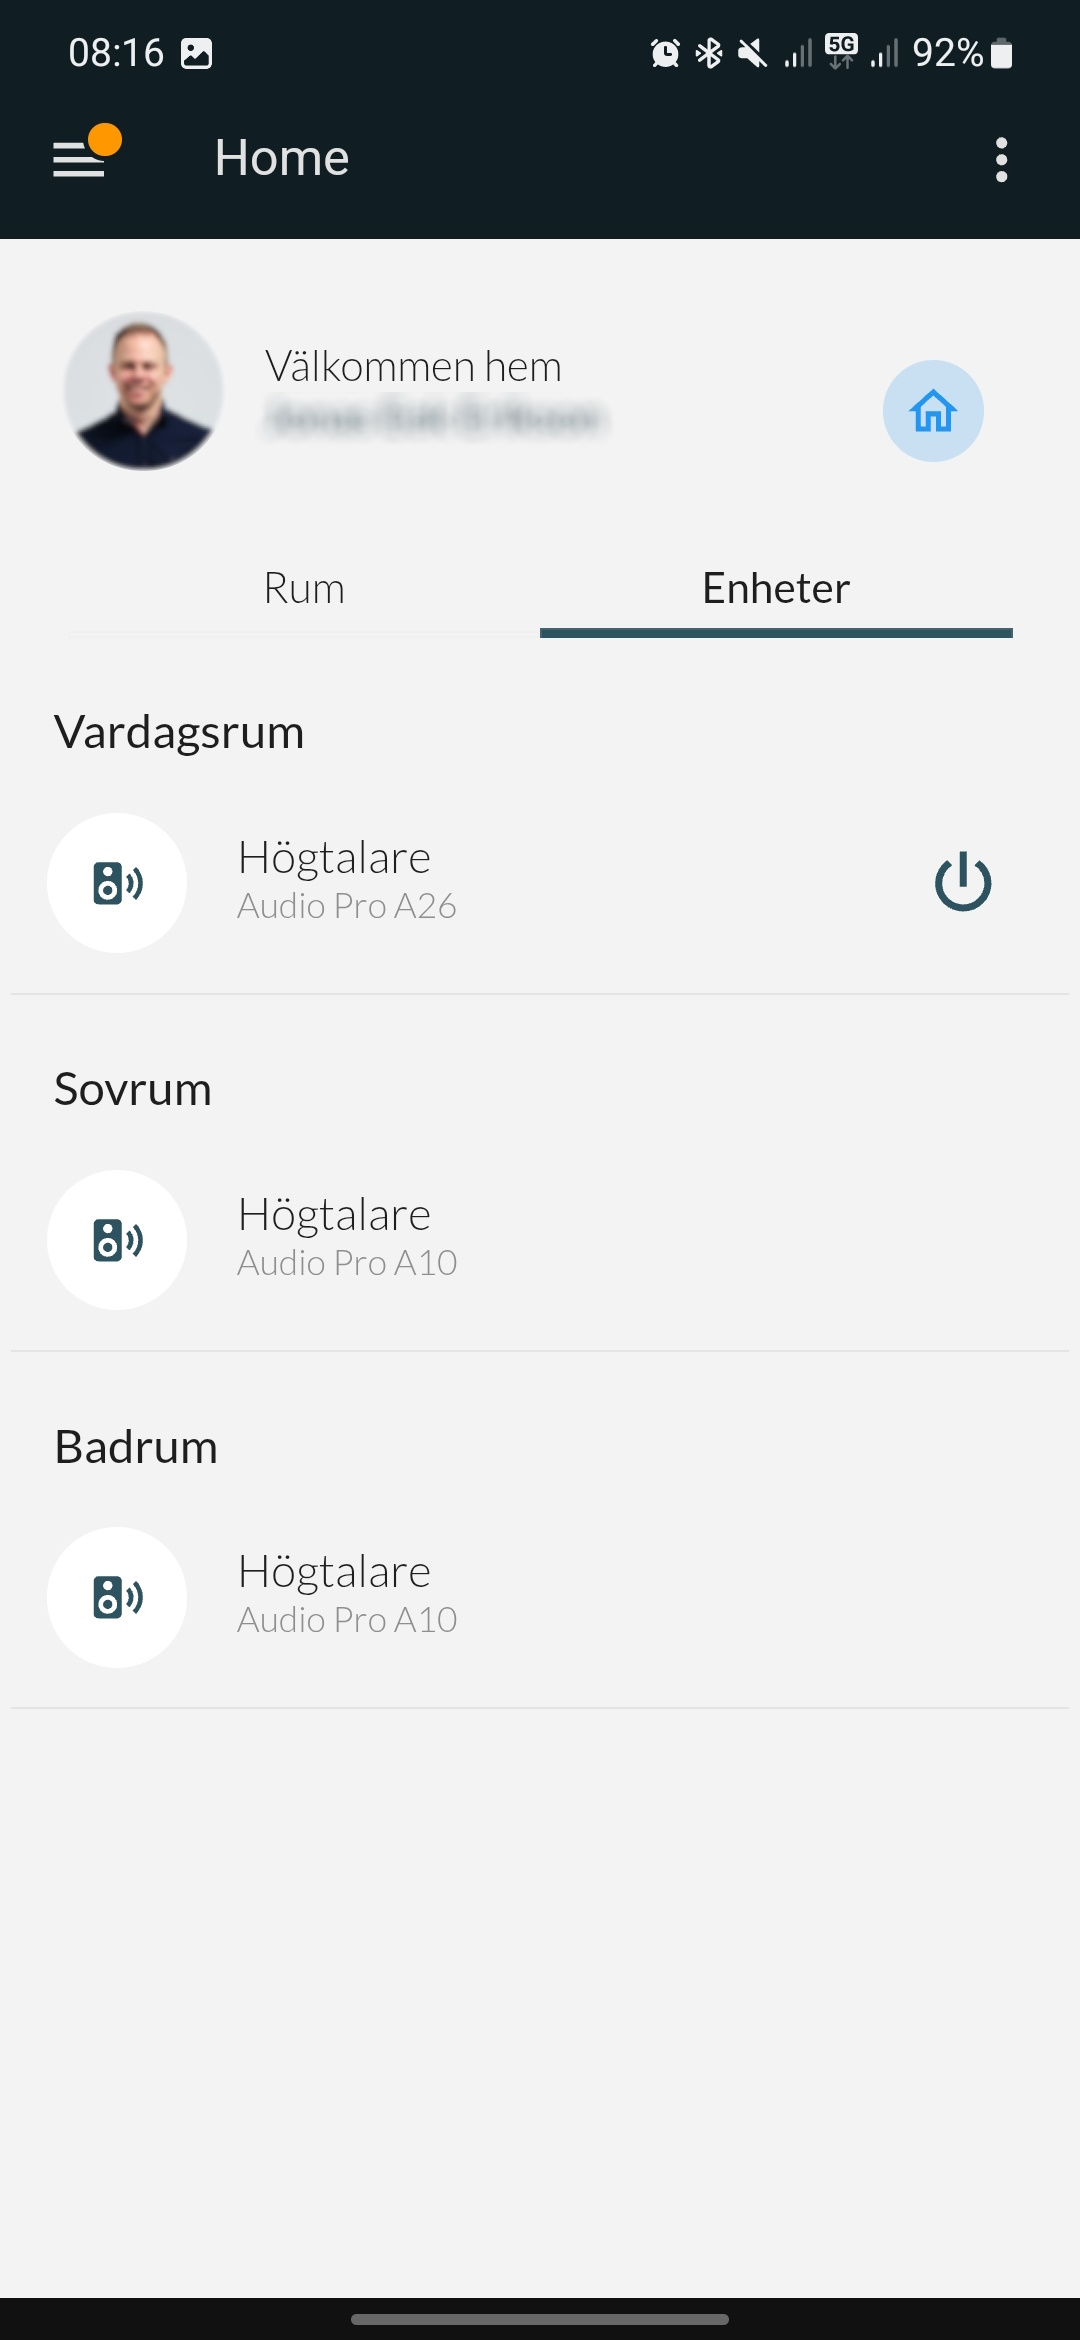 08:16
5G
92%
Home
Välkommen hem
Rum
Enheter
Vardagsrum
Högtalare
Audio Pro A26
Sovrum
Högtalare
Audio Pro A10
Badrum
Högtalare
Audio Pro A10